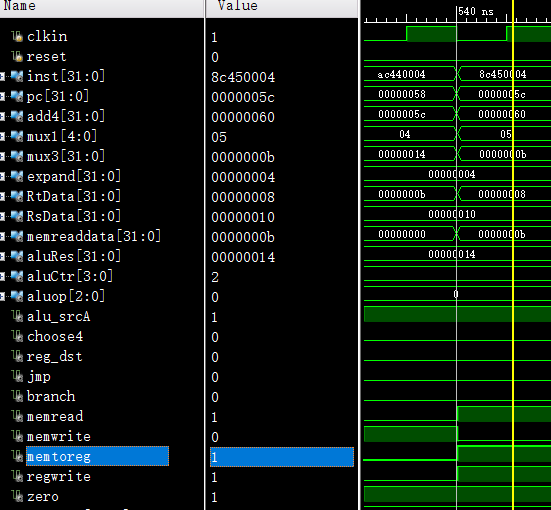 Name Value
540 ns
clkin 1
reset 0
inst[31:0] 8c450004 ac440004 8c450004
pc[31:0] 0000005c 00000058 0000005c
add4[31:0] 00000060 0000005c 00000060
mux1[4:0] 05 04 05
mux3[31:0] 0000000b 00000014 0000000b
expand[31:0] 00000004 00000004
RtData[31:0] 00000008 0000000b 00000008
RsData[31:0] 00000010 00000010
memreaddata[31:0] 0000000b 00000000 0000000b
aluRes[31:0] 00000014 00000014
aluCtr[3:0] 2
aluop[2:0] 0 0
alu_srcA 1
choose4 0
reg_dst 0
jmp 0
branch 0
memread 1
memwrite 0
memtoreg 1
regwrite 1
zero 1